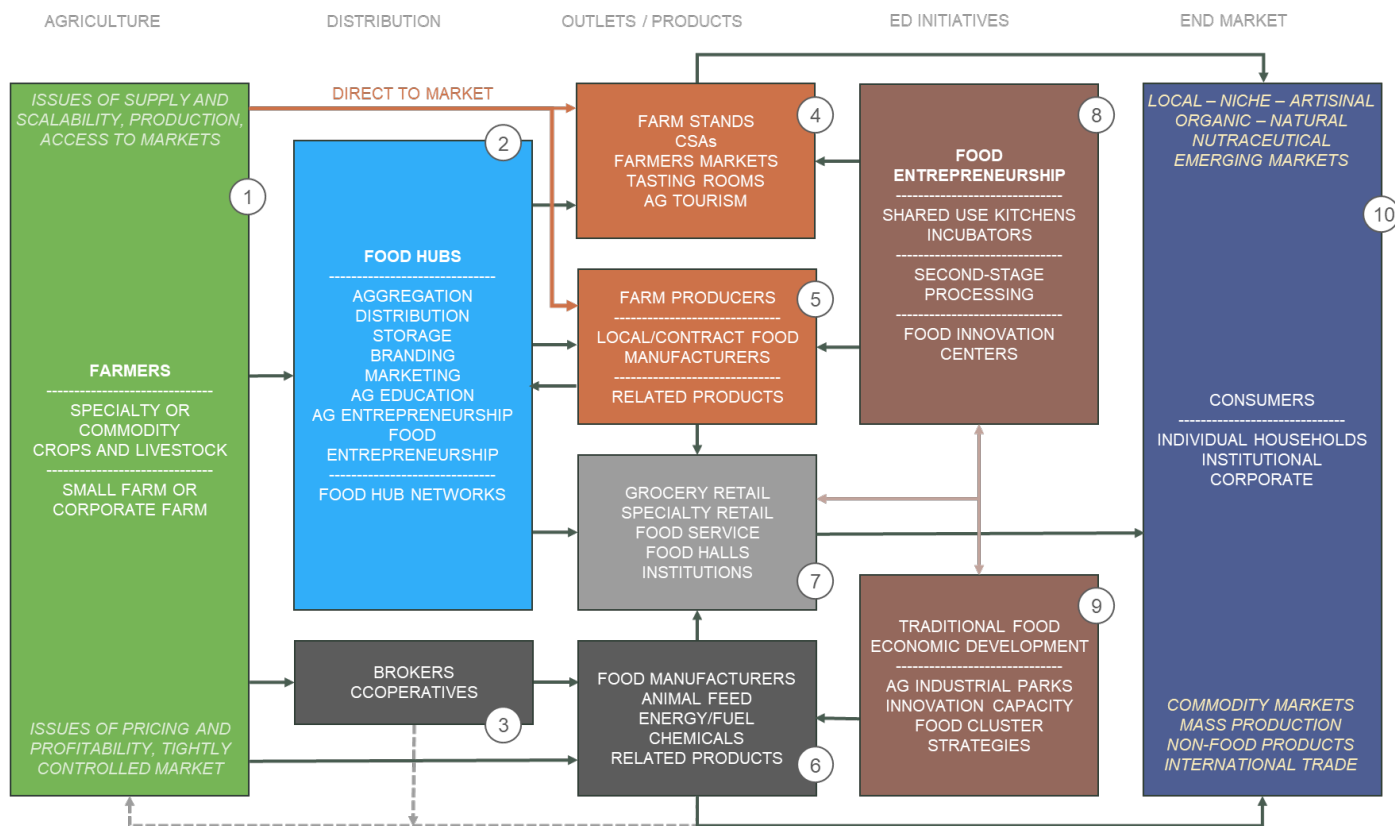 AGRICULTURE
DISTRIBUTION
OUTLETS / PRODUCTS
ED INITIATIVES
END MARKET
ISSUES OF SUPPLY AND
SCALABILITY, PRODUCTION,
ACCESS TO MARKETS
1
FARMERS
------------------------------
SPECIALTY OR
COMMODITY
CROPS AND LIVESTOCK
------------------------------
SMALL FARM OR
CORPORATE FARM
ISSUES OF PRICING AND
PROFITABILITY, TIGHTLY
CONTROLLED MARKET
DIRECT TO MARKET
2
FOOD HUBS
------------------------------
AGGREGATION
DISTRIBUTION
STORAGE
BRANDING
MARKETING
AG EDUCATION
AG ENTREPRENEURSHIP
FOOD
ENTREPRENEURSHIP
------------------------------
FOOD HUB NETWORKS
BROKERS
CCOPERATIVES
3
4
FARM STANDS
CSAs
FARMERS MARKETS
TASTING ROOMS
AG TOURISM
5
FARM PRODUCERS
------------------------------
LOCAL/CONTRACT FOOD
MANUFACTURERS
------------------------------
RELATED PRODUCTS
GROCERY RETAIL
SPECIALTY RETAIL
FOOD SERVICE
FOOD HALLS
INSTITUTIONS
7
FOOD MANUFACTURERS
ANIMAL FEED
ENERGY/FUEL
CHEMICALS
RELATED PRODUCTS
6
8
FOOD
ENTREPRENEURSHIP
------------------------------
SHARED USE KITCHENS
INCUBATORS
------------------------------
SECOND-STAGE
PROCESSING
------------------------------
FOOD INNOVATION
CENTERS
9
TRADITIONAL FOOD
ECONOMIC DEVELOPMENT
------------------------------
AG INDUSTRIAL PARKS
INNOVATION CAPACITY
FOOD CLUSTER
STRATEGIES
LOCAL – NICHE – ARTISINAL
ORGANIC – NATURAL
NUTRACEUTICAL
EMERGING MARKETS
10
CONSUMERS
------------------------------
INDIVIDUAL HOUSEHOLDS
INSTITUTIONAL
CORPORATE
COMMODITY MARKETS
MASS PRODUCTION
NON-FOOD PRODUCTS
INTERNATIONAL TRADE